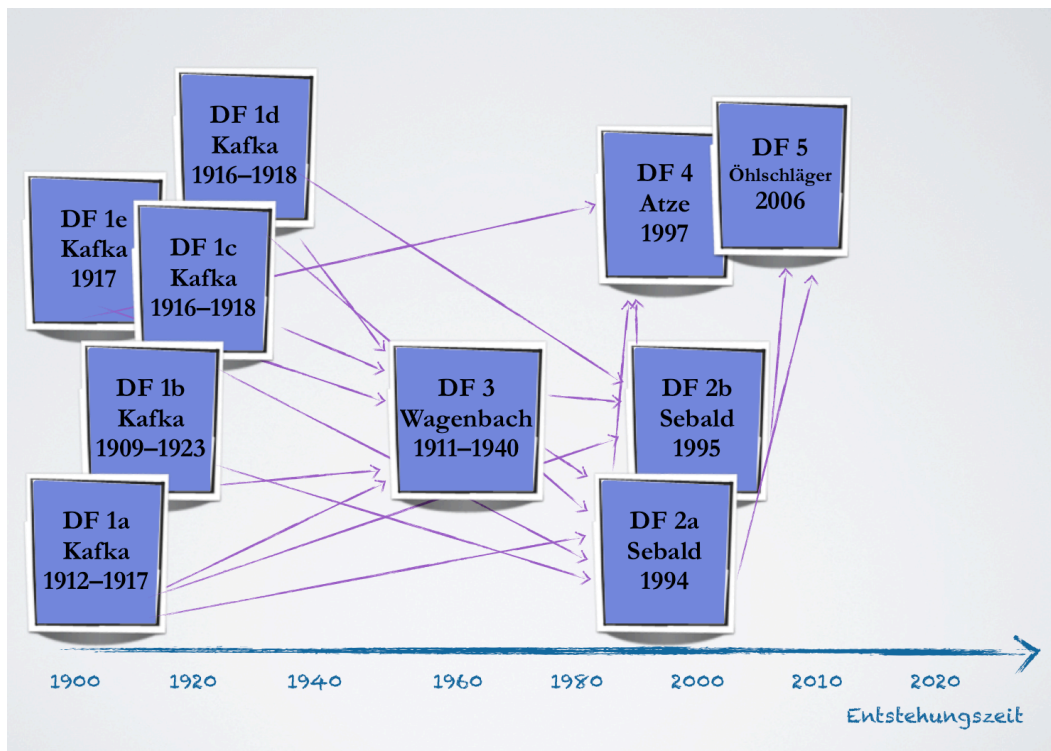 DF 1d
Kafka
1916–1918
DF 1e
Kafka
1917
DF 1c
Kafka
1916–1918
DF 1b
Kafka
1909–1923
DF 1a
Kafka
1912–1917
DF 3
Wagenbach
1911–1940
DF 4
Atze
1997
DF 5
Öhlschläger
2006
DF 2b
Sebald
1995
DF 2a
Sebald
1994
1900 1920 1940 1960 1980 2000 2010 2020
Entstehungszeit